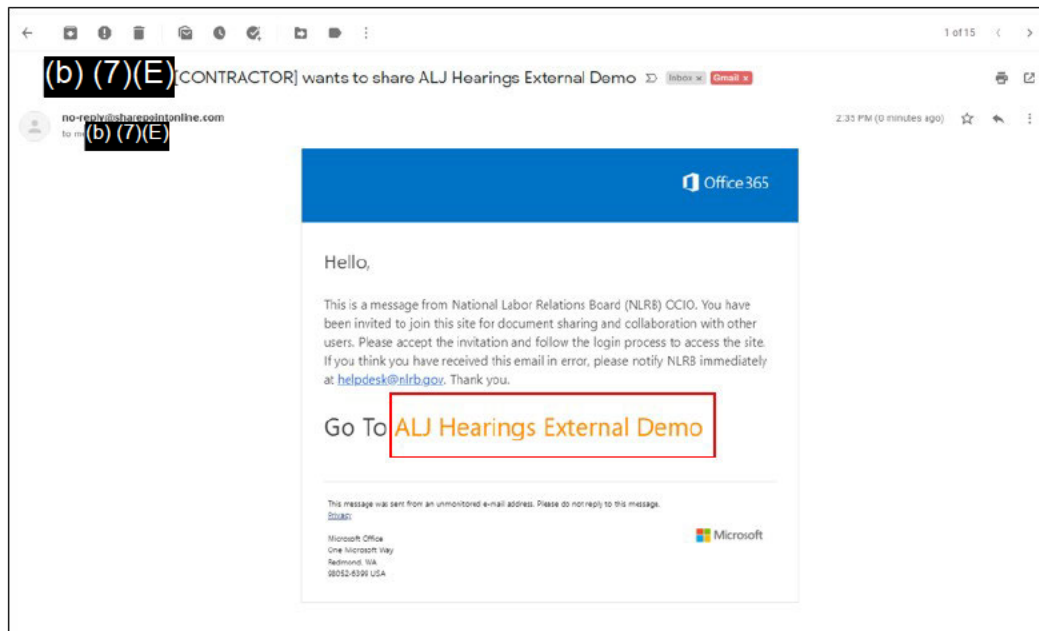 1 of 15
(b) (7)(E) [CONTRACTOR] wants to share ALJ Hearings External Demo Inbox x Gmail x
no-reply@sharepointonline.com
2:35 PM (0 minutes ago)
to me (b) (7)(E)
Office 365
Hello,
This is a message from National Labor Relations Board (NLRB) OCIO. You have
been invited to join this site for document sharing and collaboration with other
users. Please accept the invitation and follow the login process to access the site.
If you think you have received this email in error, please notify NLRB immediately
at helpdesk@nlrb.gov. Thank you.
Go To ALJ Hearings External Demo
This message was sent from an unmonitored e-mail address. Please do not reply to this message.
Privacy
Microsoft Office
One Microsoft Way
Redmond, WA
98052-6399 USA
Microsoft